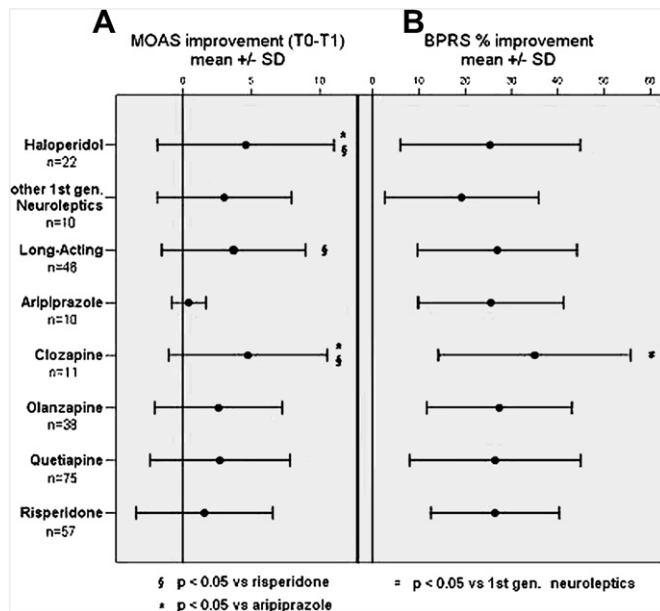 A
MOAS improvement (T0-T1)
mean +/- SD
0 5 10
B
BPRS % improvement
mean +/- SD
0 10 20 30 40 50 60
Haloperidol
n=22
*
§
other 1st gen.
Neuroleptics
n=10
Long-Acting
n=46
§
Aripiprazole
n=10
Clozapine
n=11
*
§
≠
Olanzapine
n=38
Quetiapine
n=75
Risperidone
n=57
§ p < 0.05 vs risperidone
* p < 0.05 vs aripiprazole
≠ p < 0.05 vs 1st gen. neuroleptics